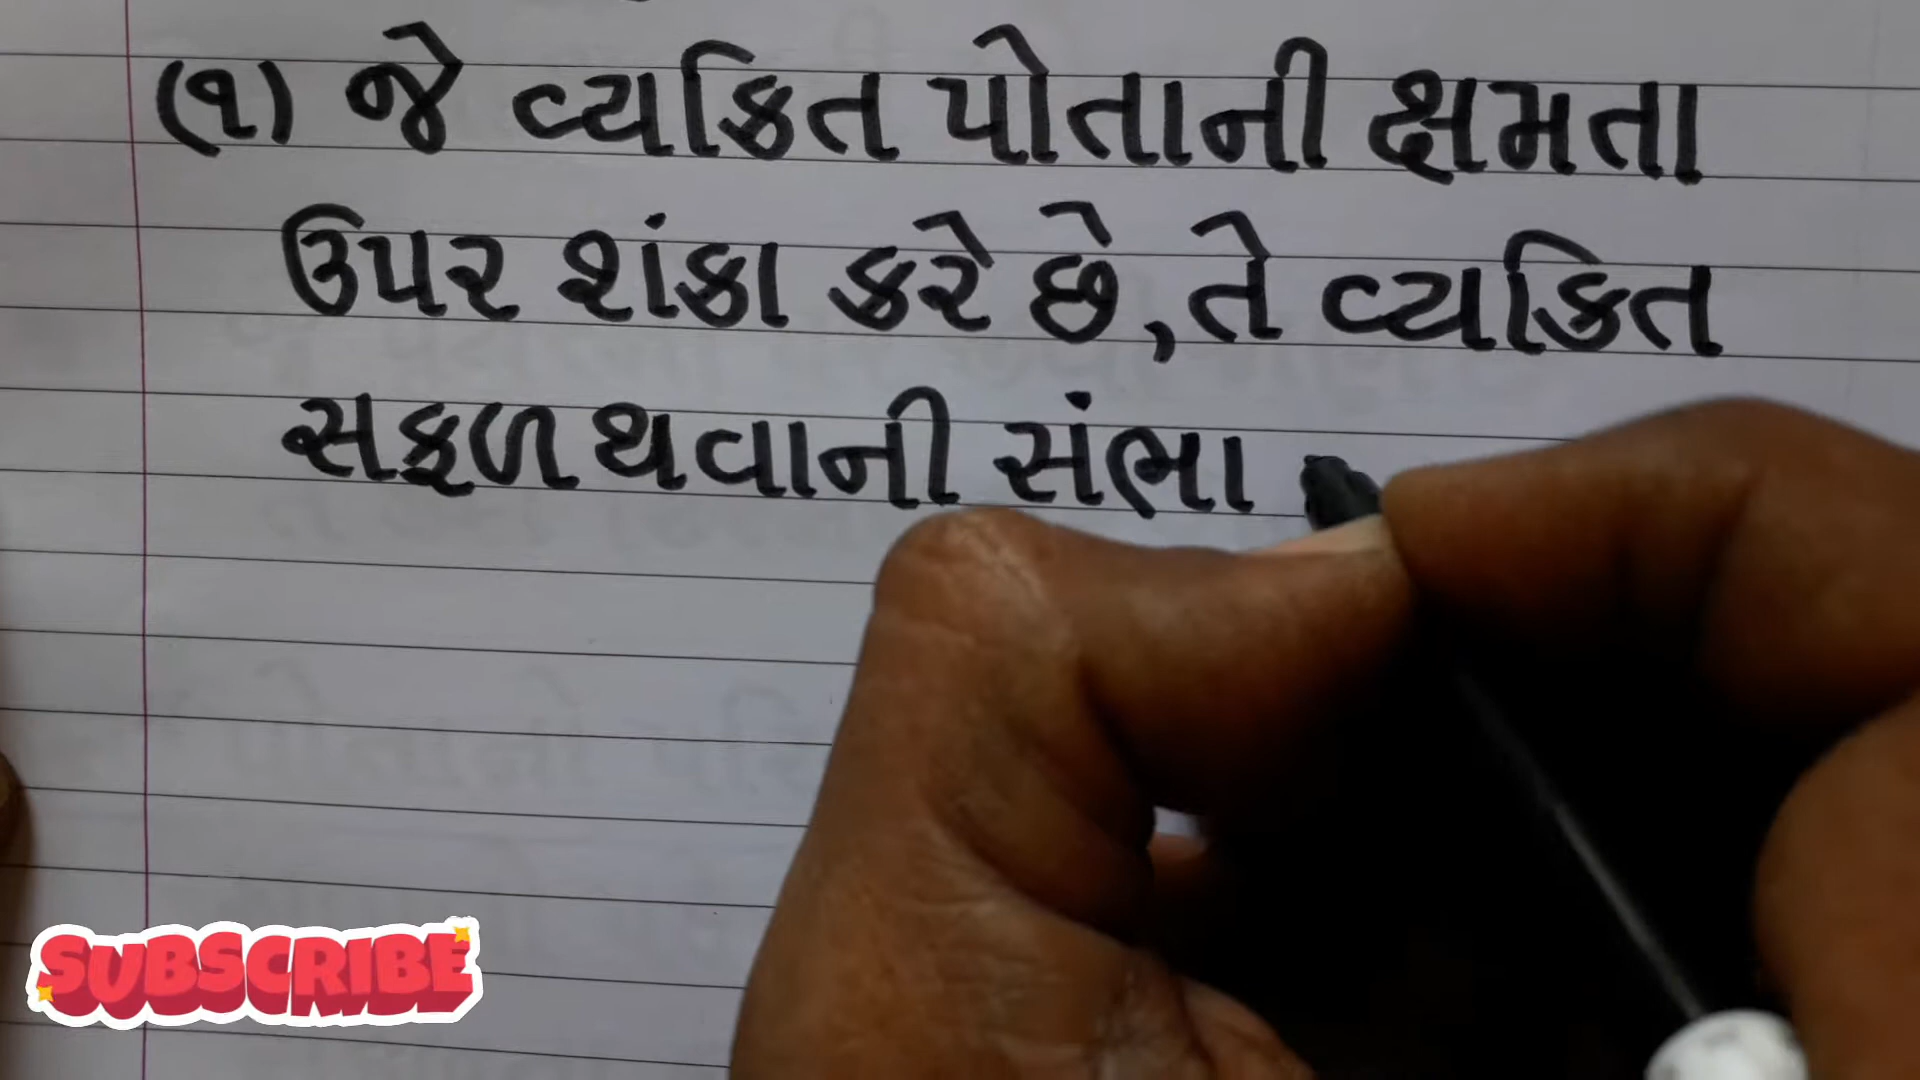 (૧) જે વ્યકિત પોતાની ક્ષમતા
ઉપર શંકા કરે છે, તે વ્યકિત
સફળ થવાની સંભા
SUBSCRIBE